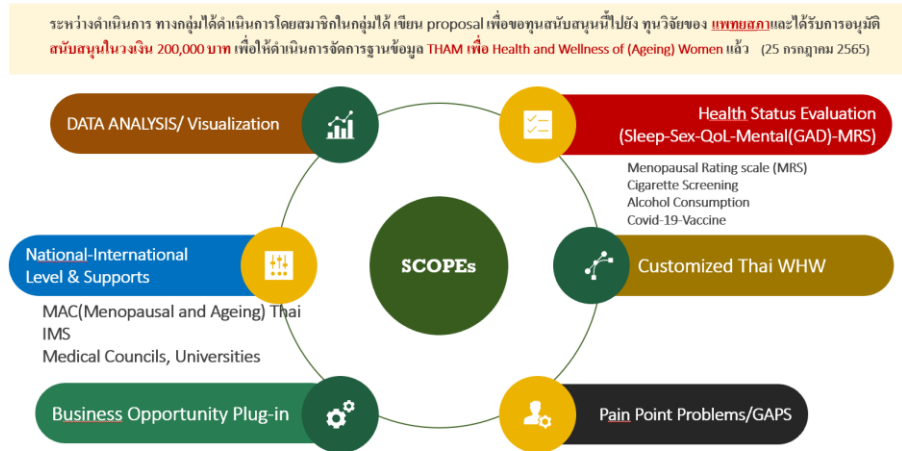 ระหว่างดำเนินการ ทางกลุ่มได้ดำเนินการโดยสมาชิกในกลุ่มได้ เขียน proposal เพื่อขอทุนสนับสนุนนี้ไปยัง ทุนวิจัยของ แพทยสภาและได้รับการอนุมัติ
สนับสนุนในวงเงิน 200,000 บาท เพื่อให้ดำเนินการจัดการฐานข้อมูล THAM เพื่อ Health and Wellness of (Ageing) Women แล้ว (25 กรกฎาคม 2565)
DATA ANALYSIS/ Visualization
Health Status Evaluation
(Sleep-Sex-QoL-Mental(GAD)-MRS)
Menopausal Rating scale (MRS)
Cigarette Screening
Alcohol Consumption
Covid-19-Vaccine
National-International
Level & Supports
SCOPEs
Customized Thai WHW
MAC(Menopausal and Ageing) Thai
IMS
Medical Councils, Universities
Business Opportunity Plug-in
Pain Point Problems/GAPS